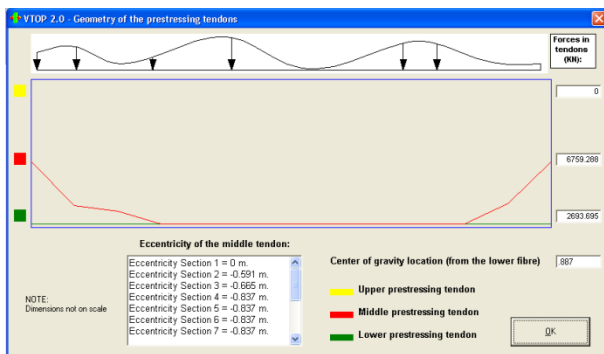 VTOP 2.0 - Geometry of the prestressing tendons
Forces in
tendons
(KN):
0
6759.288
2693.695
Eccentricity of the middle tendon:
Eccentricity Section 1 = 0 m.
Eccentricity Section 2 = -0.591 m.
Eccentricity Section 3 = -0.665 m.
Eccentricity Section 4 = -0.837 m.
Eccentricity Section 5 = -0.837 m.
Eccentricity Section 6 = -0.837 m.
Eccentricity Section 7 = -0.837 m.
Center of gravity location (from the lower fibre)
.887
Upper prestressing tendon
Middle prestressing tendon
Lower prestressing tendon
NOTE:
Dimensions not on scale
OK